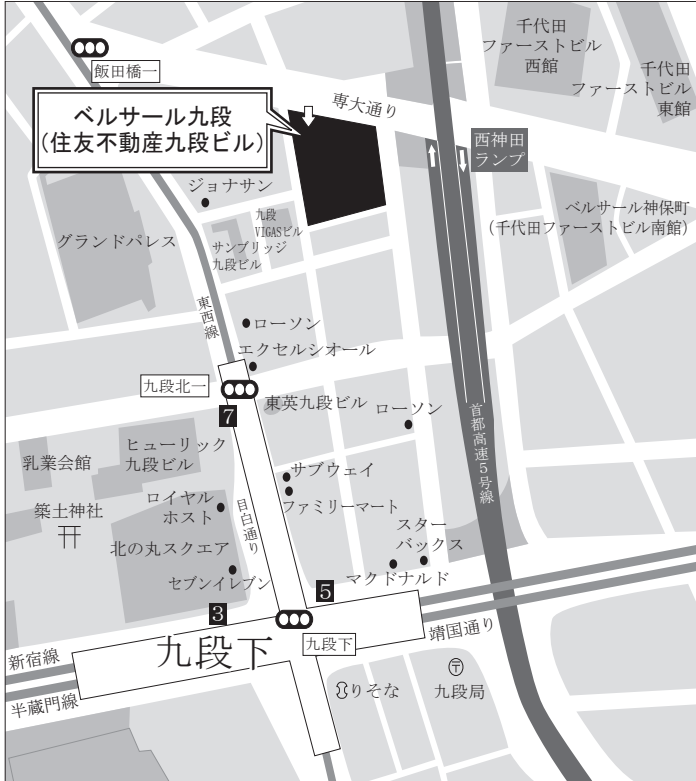 飯田橋一
千代田
ファーストビル
西館
千代田
ファーストビル
東館
ベルサール九段
(住友不動産九段ビル)
専大通り
西神田
ランプ
ジョナサン
九段
VIGASビル
サンブリッジ
九段ビル
グランドパレス
ベルサール神保町
(千代田ファーストビル南館)
東西線
ローソン
エクセルシオール
九段北一
7
東英九段ビル
ローソン
首都高速5号線
ヒューリック
九段ビル
乳業会館
サブウェイ
ファミリーマート
ロイヤル
ホスト
目白通り
築土神社
スター
バックス
北の丸スクエア
セブンイレブン
マクドナルド
5
3
九段下
九段下
靖国通り
新宿線
半蔵門線
りそな
九段局